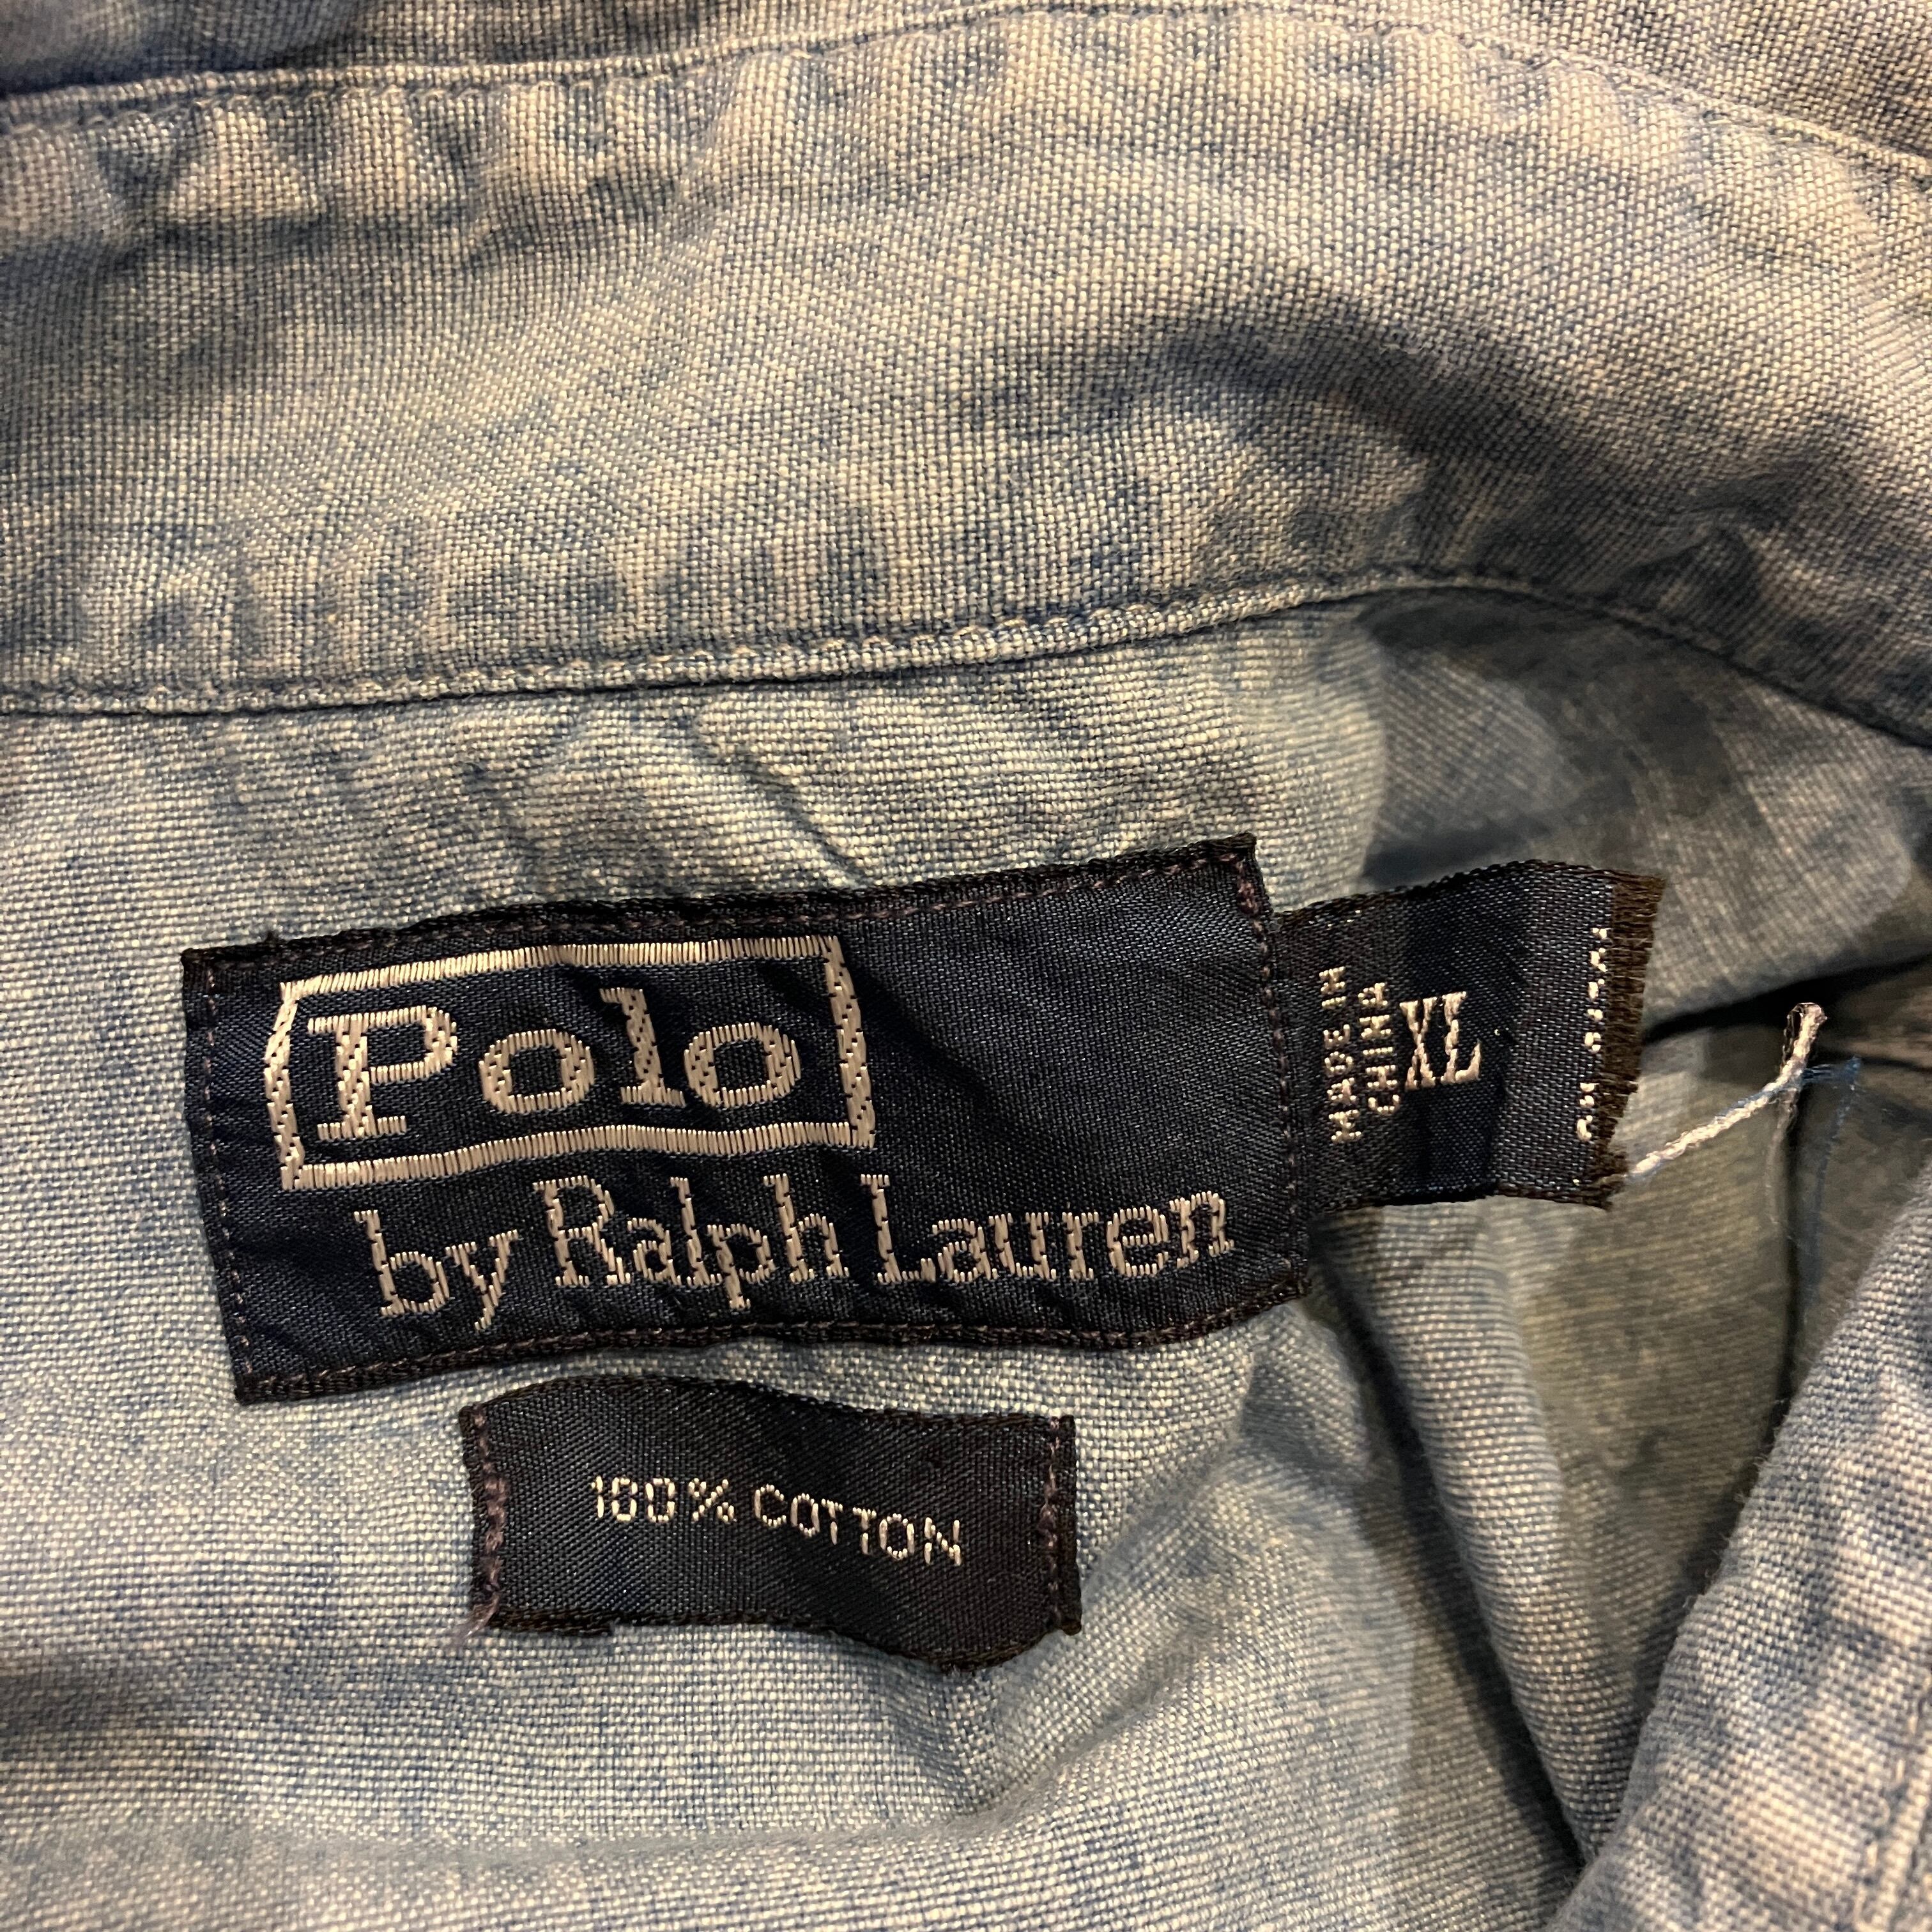 Polo
by Ralph Lauren
MADE IN
CHINA
XL
100% COTTON